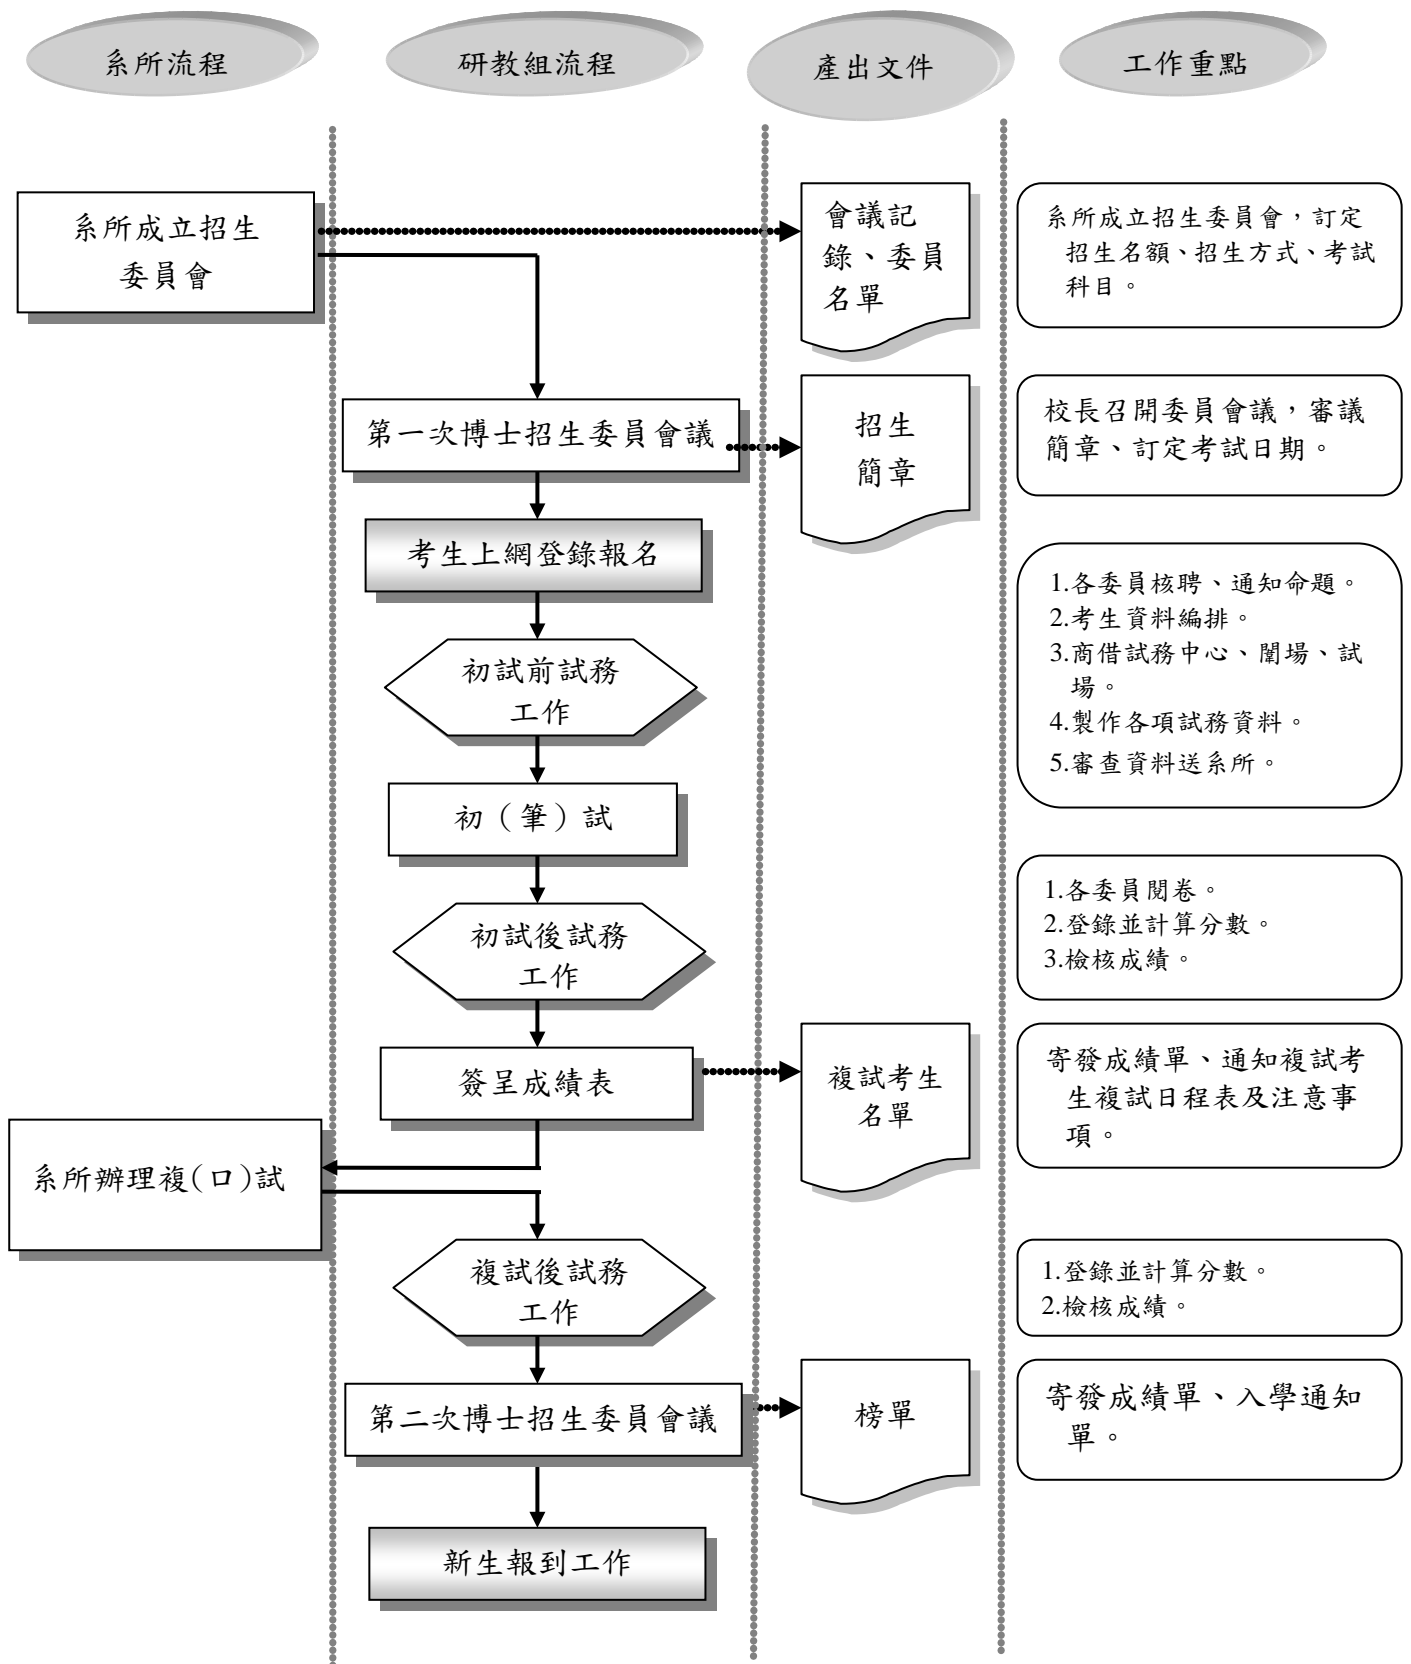 系所流程
研教組流程
產出文件
工作重點
系所成立招生
委員會
會議記
錄、委員
名單
系所成立招生委員會，訂定
招生名額、招生方式、考試
科目。
第一次博士招生委員會議
招生
簡章
校長召開委員會議，審議
簡章、訂定考試日期。
考生上網登錄報名
初試前試務
工作
1.各委員核聘、通知命題。
2.考生資料編排。
3.商借試務中心、闈場、試
場。
4.製作各項試務資料。
5.審查資料送系所。
初（筆）試
初試後試務
工作
1.各委員閱卷。
2.登錄並計算分數。
3.檢核成績。
簽呈成績表
複試考生
名單
寄發成績單、通知複試考
生複試日程表及注意事
項。
系所辦理複(口)試
複試後試務
工作
1.登錄並計算分數。
2.檢核成績。
第二次博士招生委員會議
榜單
寄發成績單、入學通知
單。
新生報到工作